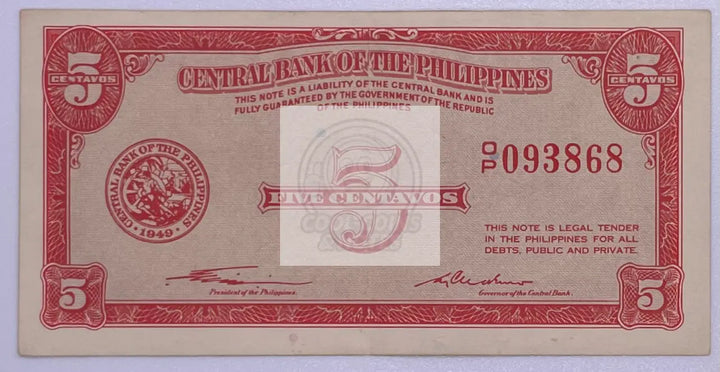 5 CENTAVOS
5 CENTAVOS
CENTRAL BANK OF THE PHILIPPINES
THIS NOTE IS A LIABILITY OF THE CENTRAL BANK AND IS
FULLY GUARANTEED BY THE GOVERNMENT OF THE REPUBLIC
OF THE PHILIPPINES
CENTRAL BANK OF THE PHILIPPINES
1949
O/P 093868
5
FIVE CENTAVOS
THIS NOTE IS LEGAL TENDER
IN THE PHILIPPINES FOR ALL
DEBTS, PUBLIC AND PRIVATE.
President of the Philippines.
Governor of the Central Bank.
5
5